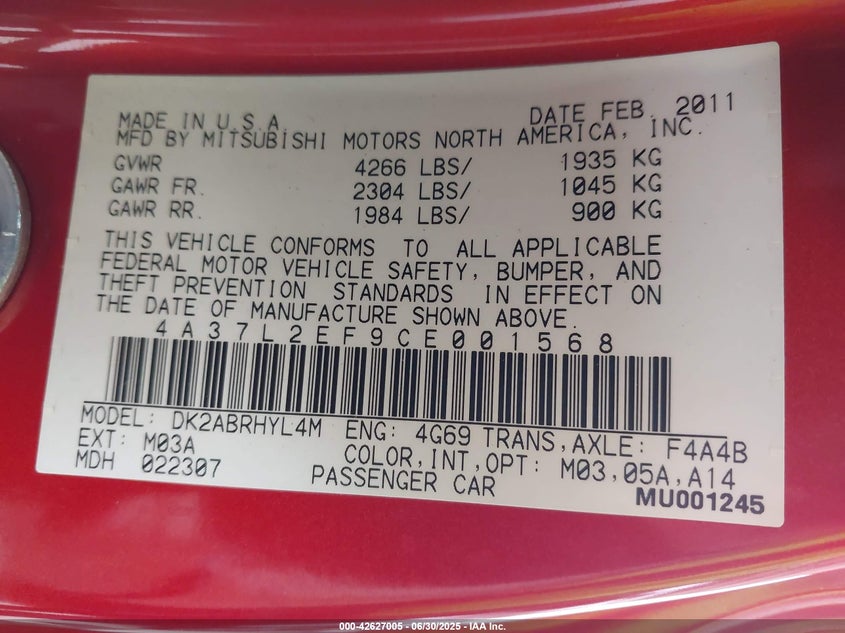 MADE IN U.S.A. DATE FEB. 2011
MFD BY MITSUBISHI MOTORS NORTH AMERICA, INC.
GVWR 4266 LBS/ 1935 KG
GAWR FR. 2304 LBS/ 1045 KG
GAWR RR. 1984 LBS/ 900 KG
THIS VEHICLE CONFORMS TO ALL APPLICABLE
FEDERAL MOTOR VEHICLE SAFETY, BUMPER, AND
THEFT PREVENTION STANDARDS IN EFFECT ON
THE DATE OF MANUFACTURE SHOWN ABOVE.
4A37L2EF9CE001568
MODEL: DK2ABRHYL4M ENG: 4G69 TRANS,AXLE: F4A4B
EXT: M03A COLOR,INT,OPT: M03,05A,A14
MDH 022307 PASSENGER CAR
MU001245
000-42627005 - 06/30/2025 - IAA Inc.